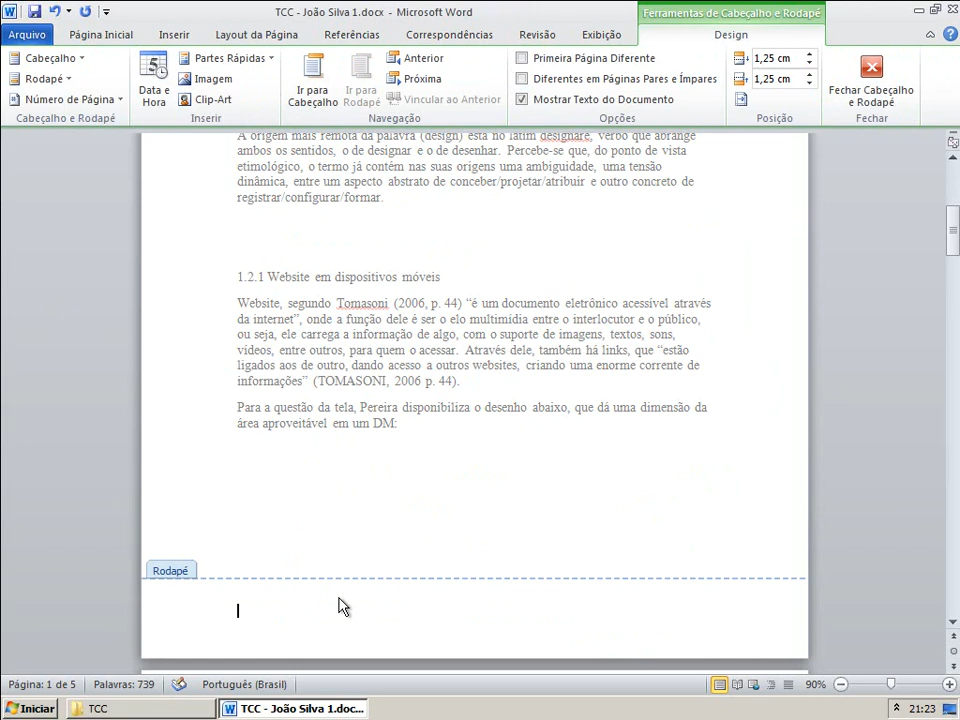 TCC - João Silva 1.docx - Microsoft Word
Ferramentas de Cabeçalho e Rodapé
Arquivo Página Inicial Inserir Layout da Página Referências Correspondências Revisão Exibição Design
Cabeçalho
Rodapé
Número de Página
Cabeçalho e Rodapé
Data e Hora
Partes Rápidas
Imagem
Clip-Art
Inserir
Ir para Cabeçalho
Ir para Rodapé
Anterior
Próxima
Vincular ao Anterior
Navegação
Primeira Página Diferente
Diferentes em Páginas Pares e Ímpares
Mostrar Texto do Documento
Opções
1,25 cm
1,25 cm
Posição
Fechar Cabeçalho e Rodapé
Fechar
A origem mais remota da palavra (design) está no latim designare, verbo que abrange
ambos os sentidos, o de designar e o de desenhar. Percebe-se que, do ponto de vista
etimológico, o termo já contém nas suas origens uma ambiguidade, uma tensão
dinâmica, entre um aspecto abstrato de conceber/projetar/atribuir e outro concreto de
registrar/configurar/formar.
1.2.1 Website em dispositivos móveis
Website, segundo Tomasoni (2006, p. 44) “é um documento eletrônico acessível através
da internet”, onde a função dele é ser o elo multimídia entre o interlocutor e o público,
ou seja, ele carrega a informação de algo, com o suporte de imagens, textos, sons,
vídeos, entre outros, para quem o acessar. Através dele, também há links, que “estão
ligados aos de outro, dando acesso a outros websites, criando uma enorme corrente de
informações” (TOMASONI, 2006 p. 44).
Para a questão da tela, Pereira disponibiliza o desenho abaixo, que dá uma dimensão da
área aproveitável em um DM:
Rodapé
Página: 1 de 5 Palavras: 739 Português (Brasil) 90%
Iniciar TCC TCC - João Silva 1.doc... 21:23